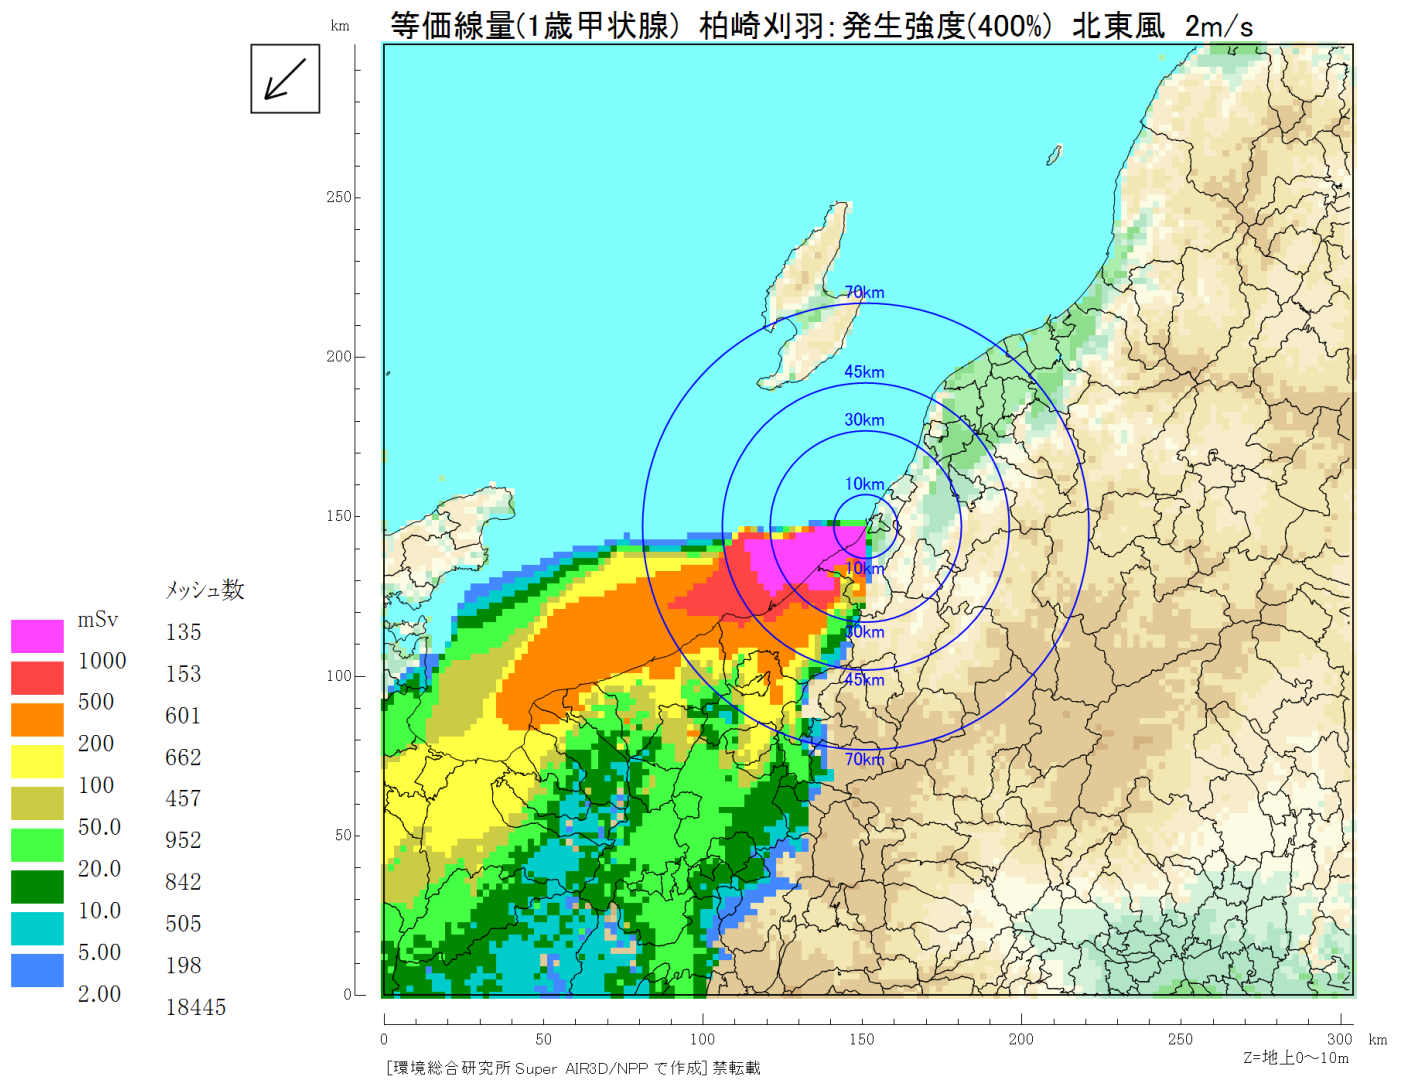 等価線量(1歳甲状腺) 柏崎刈羽:発生強度(400%) 北東風 2m/s
km
250
200
150
100
50
0
70km
45km
30km
10km
10km
30km
45km
70km
メッシュ数
mSv
135
1000
153
500
601
200
662
100
457
50.0
952
20.0
842
10.0
505
5.00
198
2.00
18445
0 50 100 150 200 250 300 km
Z=地上0～10m
[環境総合研究所 Super AIR3D/NPP で作成] 禁転載